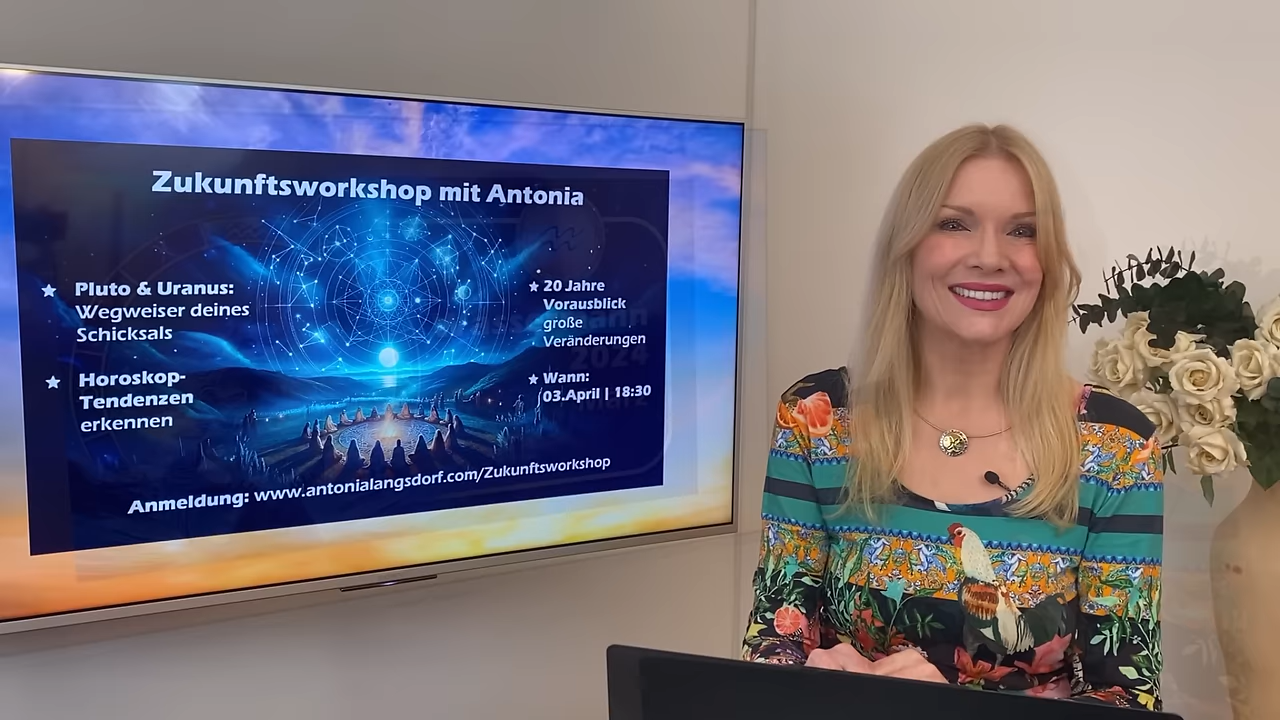 Zukunftsworkshop mit Antonia
Pluto & Uranus:
Wegweiser deines
Schicksals
Horoskop-
Tendenzen
erkennen
20 Jahre
Vorausblick
große
Veränderungen
Wann:
03.April | 18:30
Anmeldung: www.antonialangsdorf.com/Zukunftsworkshop